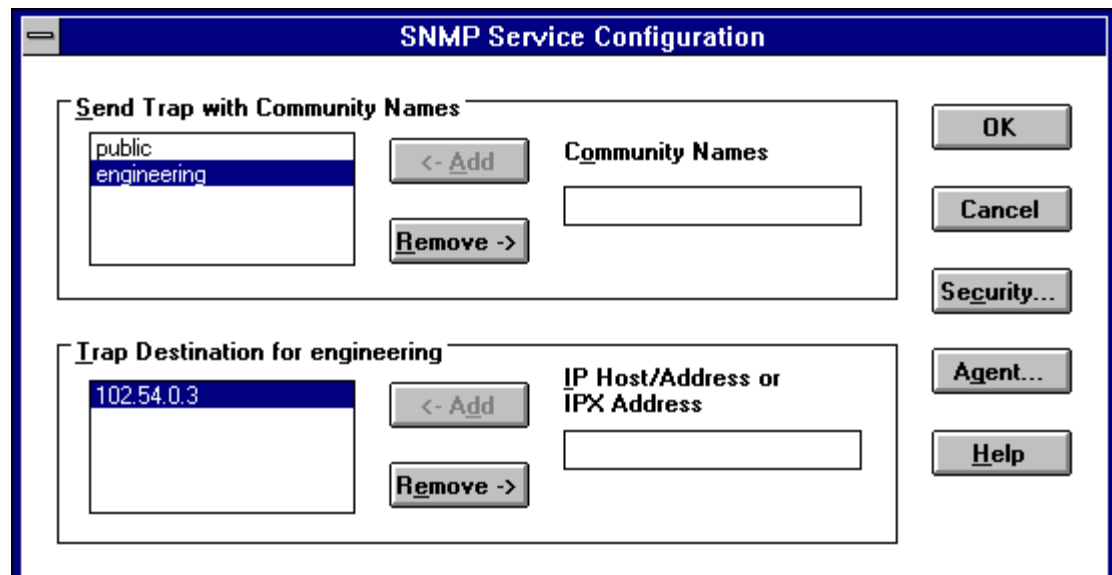 SNMP Service Configuration
Send Trap with Community Names
public
engineering
<- Add
Remove ->
Community Names
OK
Cancel
Security...
Trap Destination for engineering
102.54.0.3
<- Add
Remove ->
IP Host/Address or
IPX Address
Agent...
Help